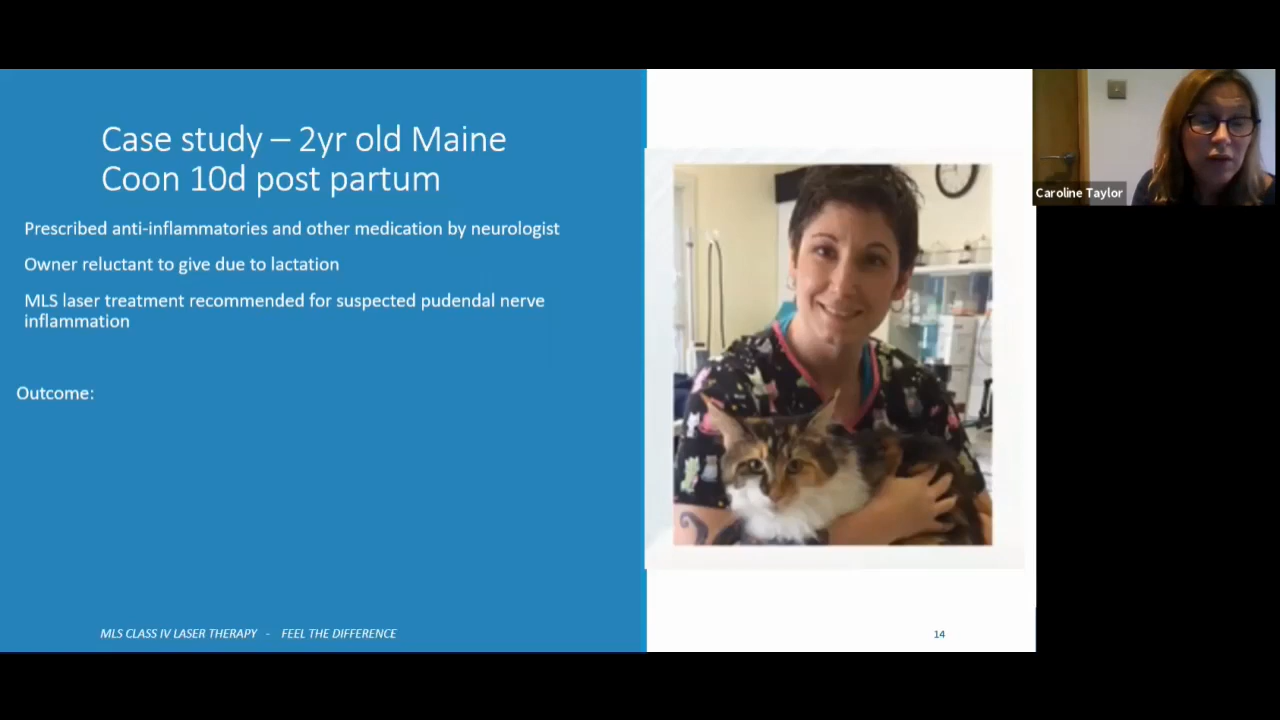 Case study – 2yr old Maine
Coon 10d post partum
Prescribed anti-inflammatories and other medication by neurologist
Owner reluctant to give due to lactation
MLS laser treatment recommended for suspected pudendal nerve
inflammation
Outcome:
MLS CLASS IV LASER THERAPY - FEEL THE DIFFERENCE
14
Caroline Taylor